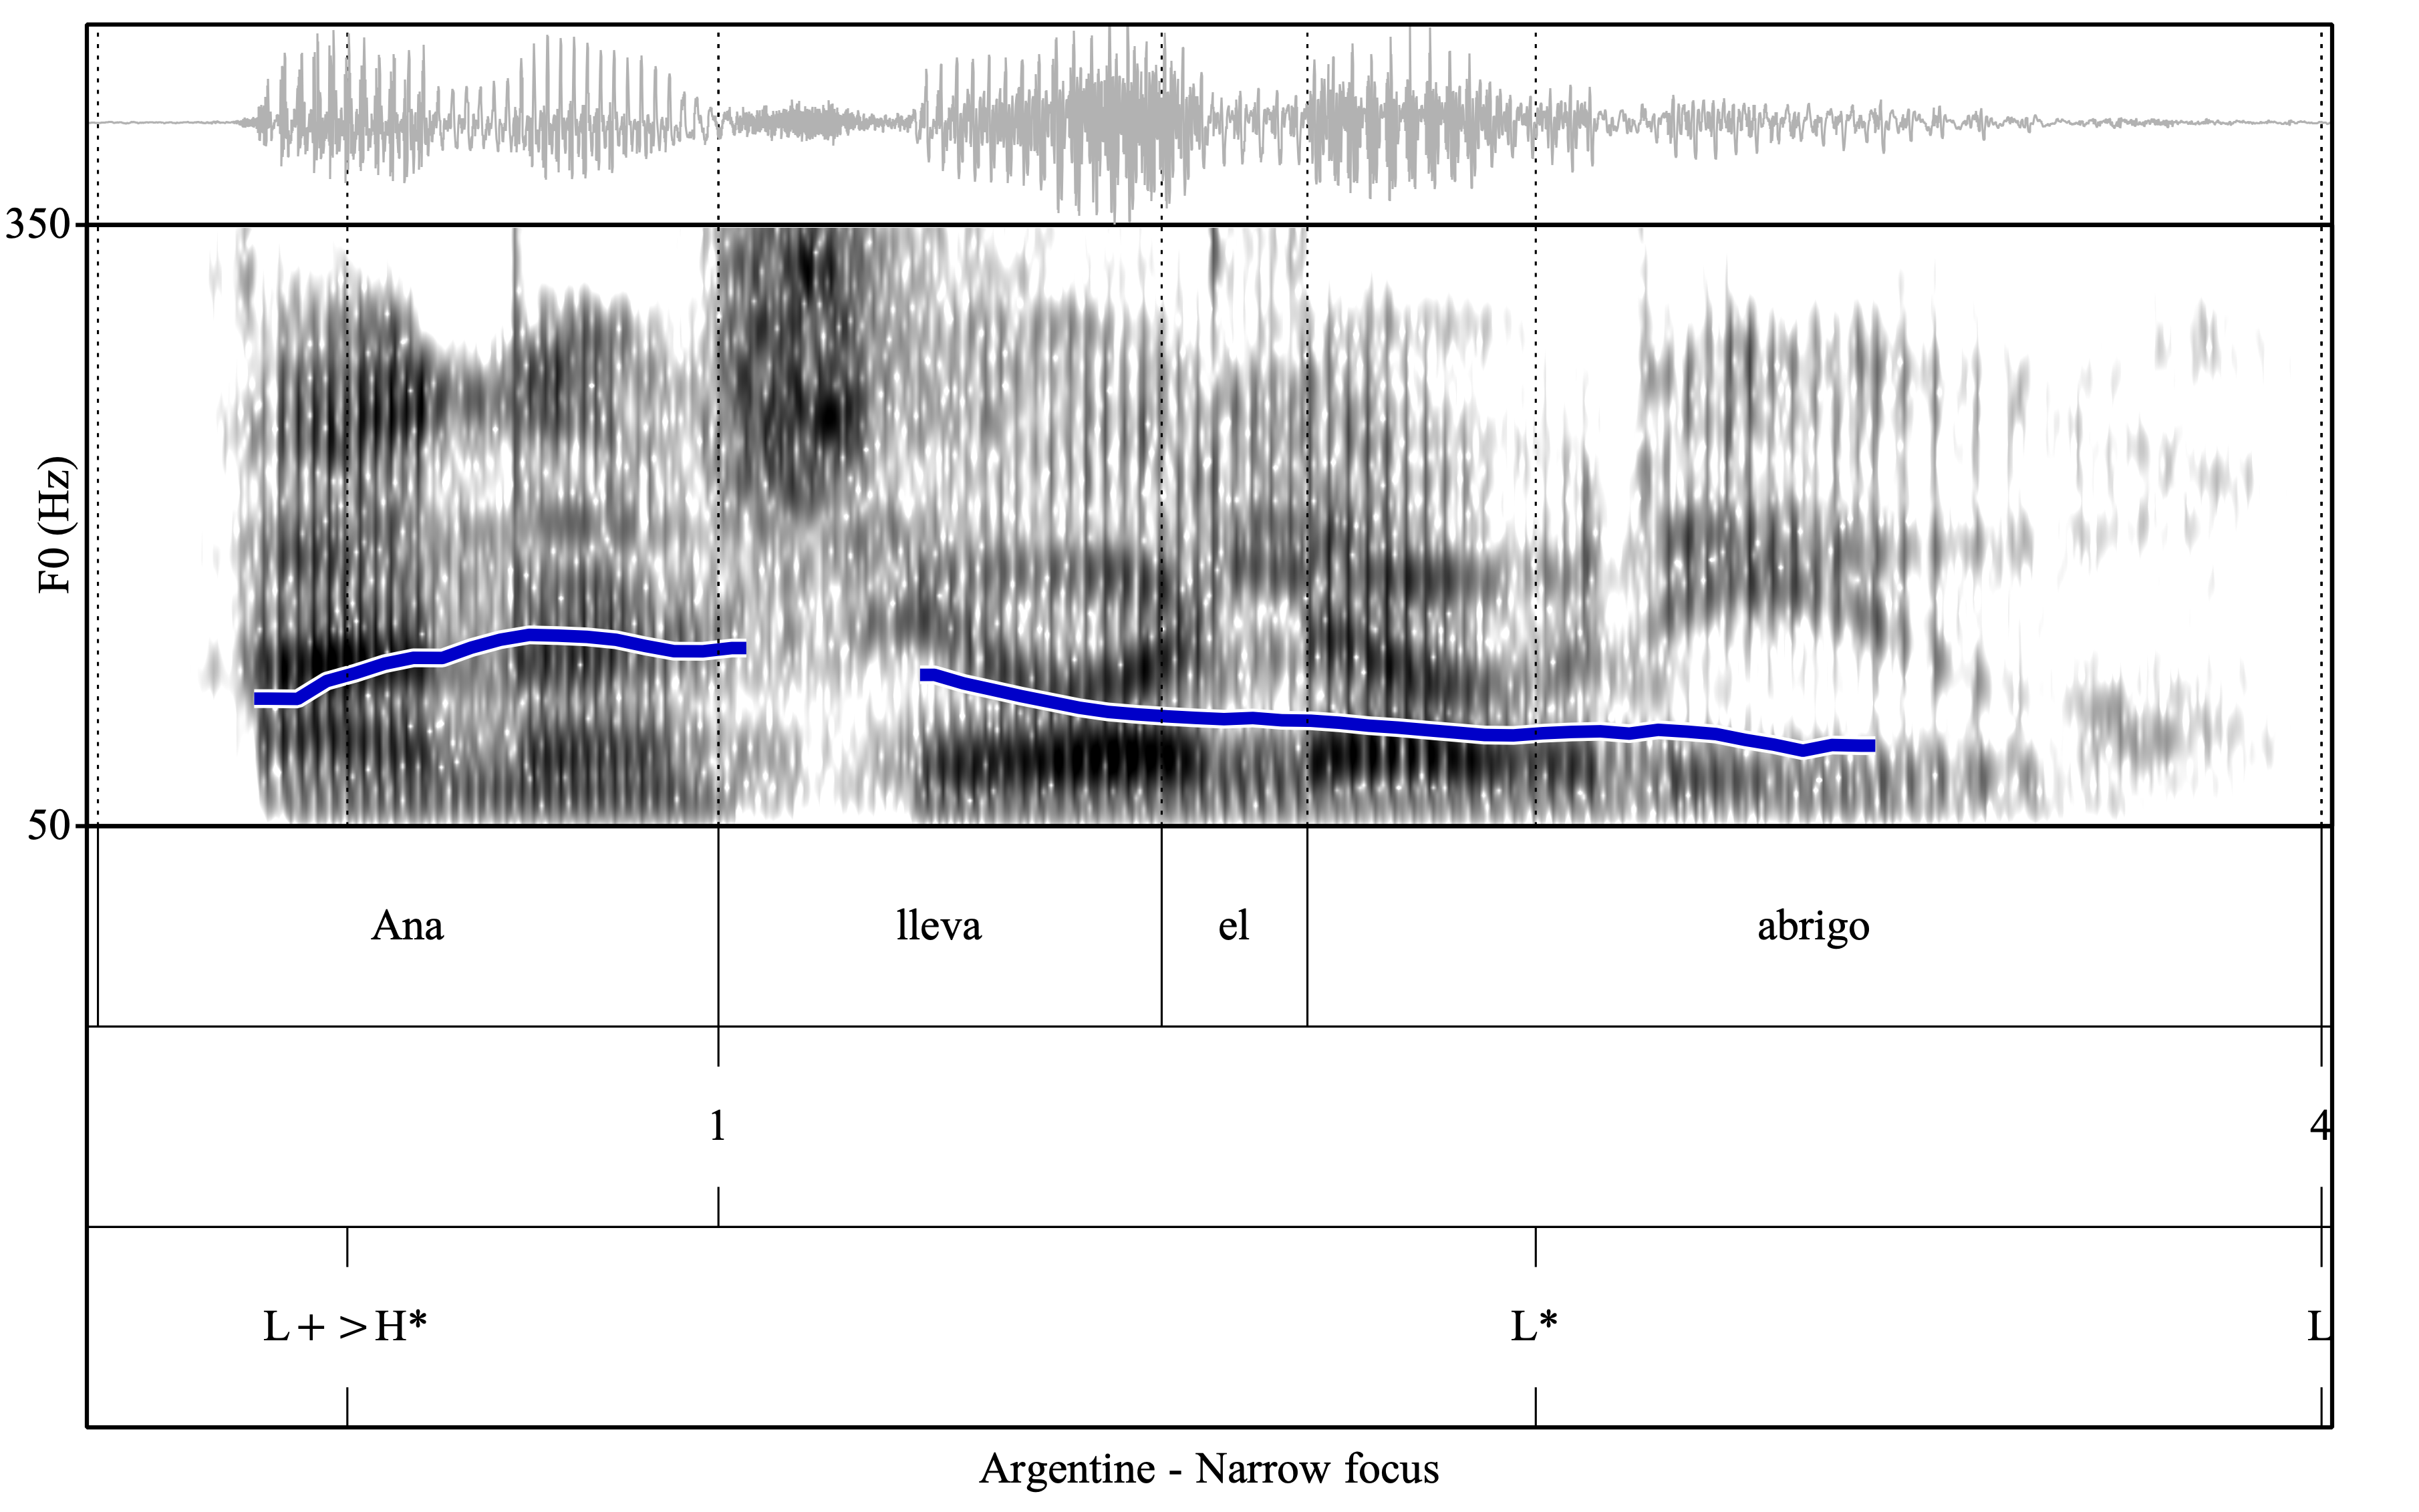 350
F0 (Hz)
50
Ana lleva el abrigo
1 4
L+>H* L* L
Argentine - Narrow focus